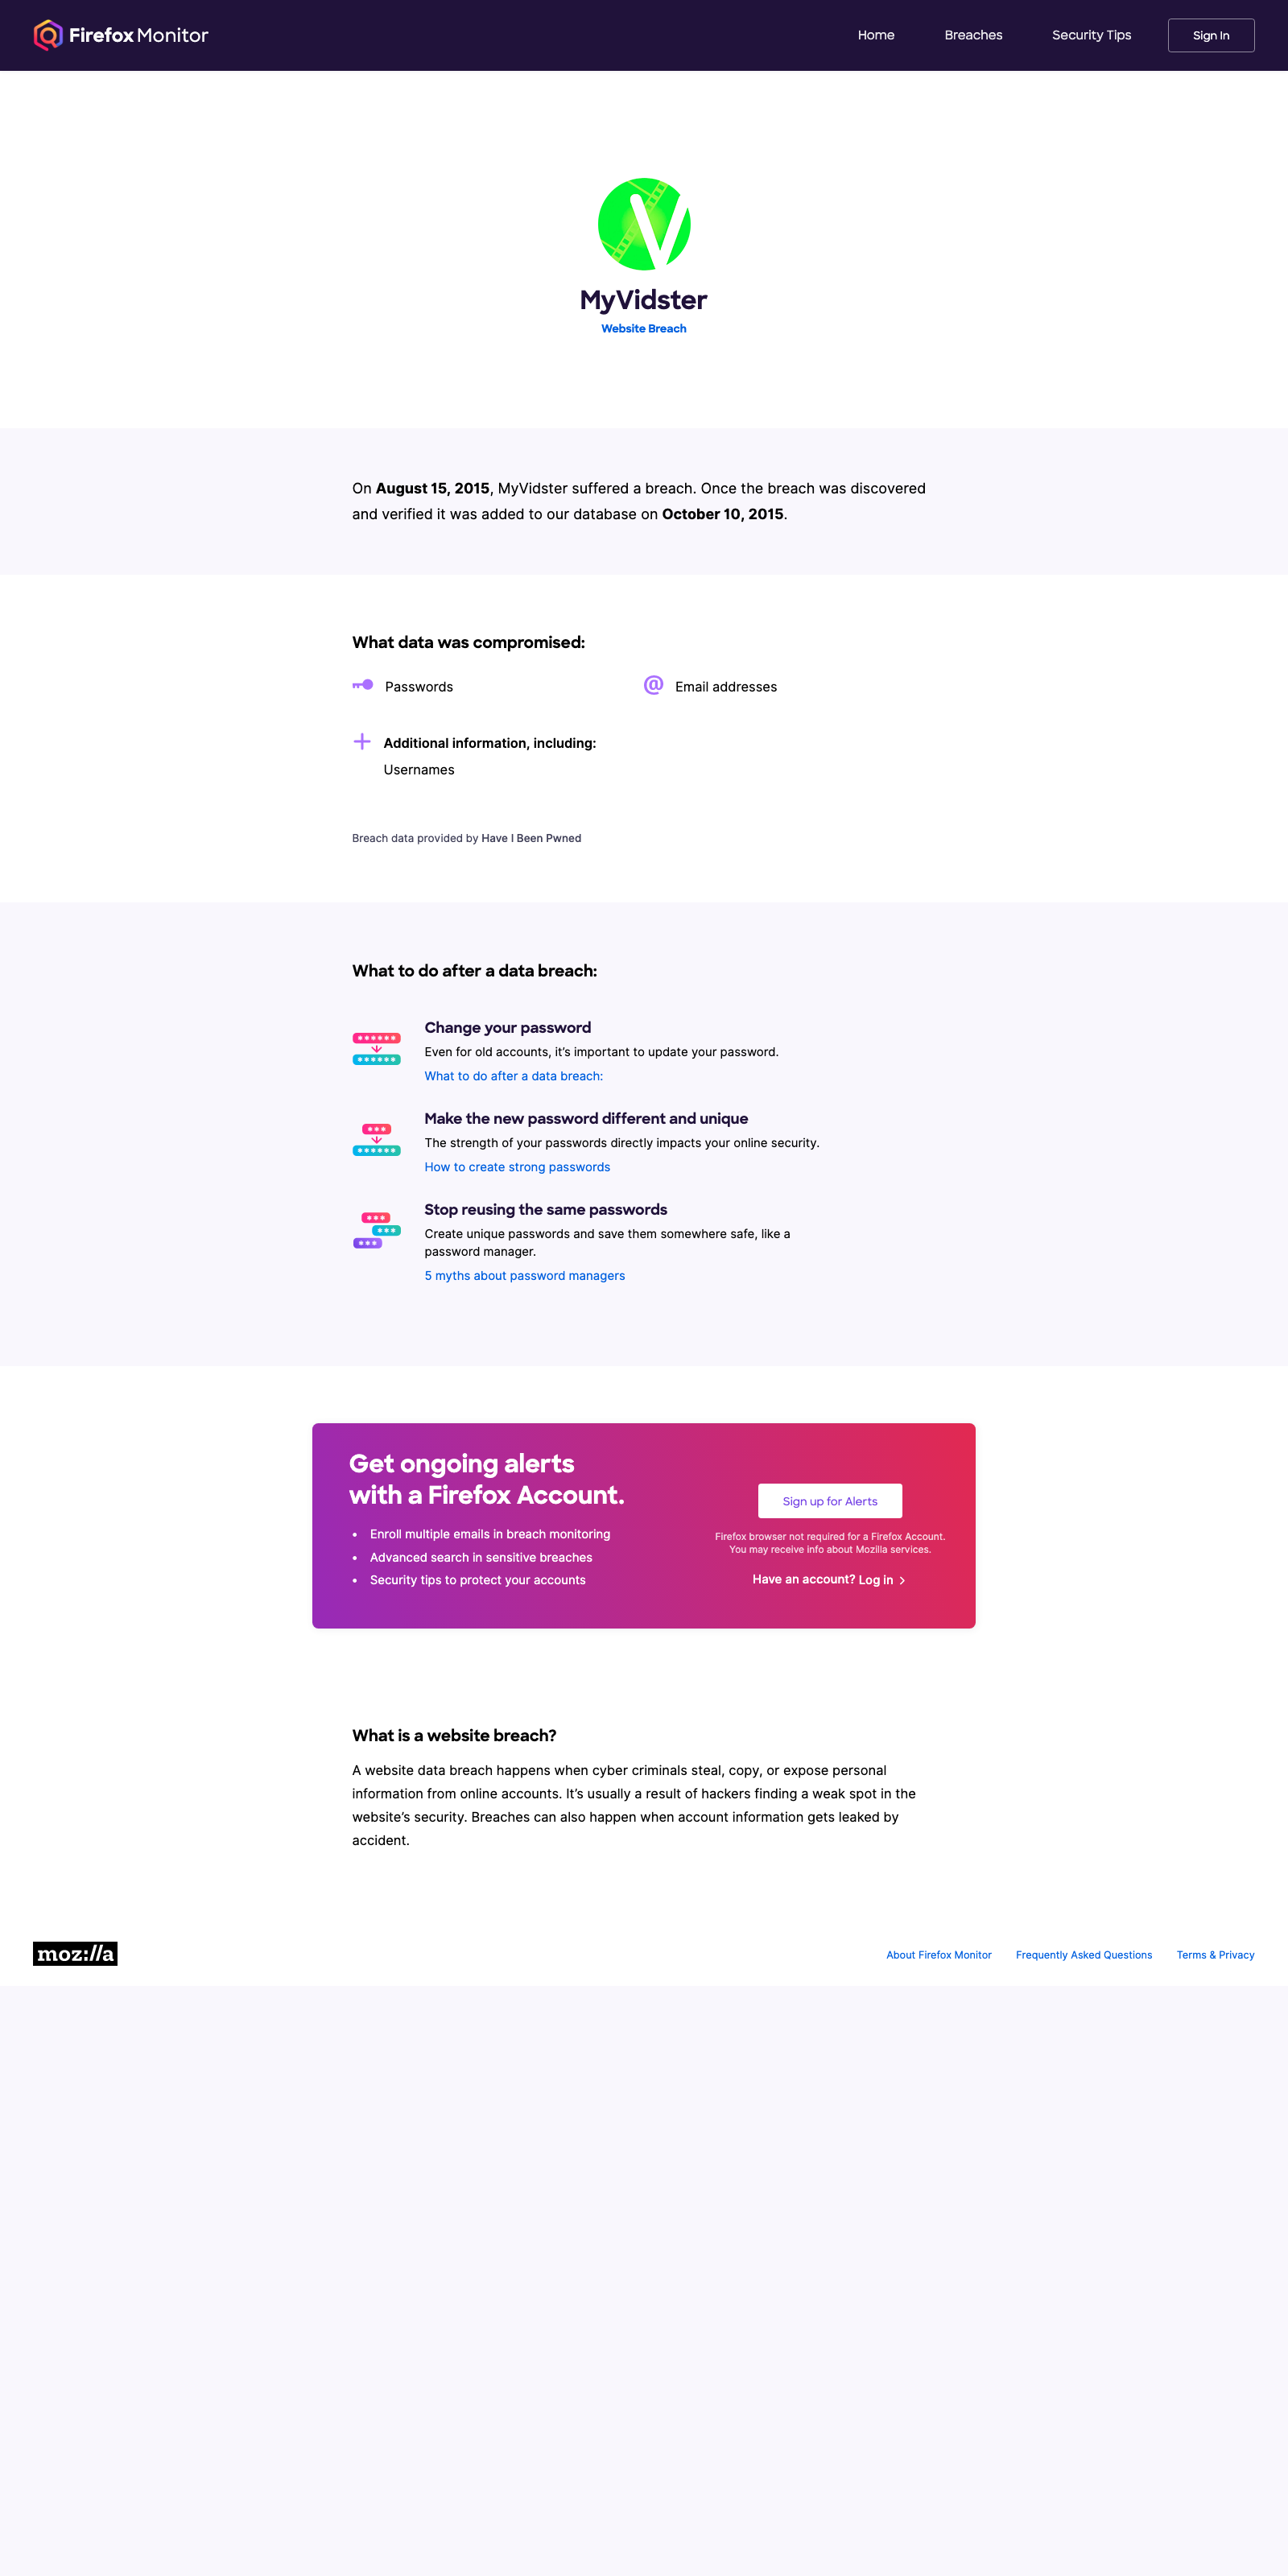 Firefox Monitor
Home
Breaches
Security Tips
Sign In
MyVidster
Website Breach
On August 15, 2015, MyVidster suffered a breach. Once the breach was discovered
and verified it was added to our database on October 10, 2015.
What data was compromised:
Passwords
Email addresses
Additional information, including:
Usernames
Breach data provided by Have I Been Pwned
What to do after a data breach:
Change your password
Even for old accounts, it’s important to update your password.
What to do after a data breach:
Make the new password different and unique
The strength of your passwords directly impacts your online security.
How to create strong passwords
Stop reusing the same passwords
Create unique passwords and save them somewhere safe, like a
password manager.
5 myths about password managers
Get ongoing alerts
with a Firefox Account.
• Enroll multiple emails in breach monitoring
• Advanced search in sensitive breaches
• Security tips to protect your accounts
Sign up for Alerts
Firefox browser not required for a Firefox Account.
You may receive info about Mozilla services.
Have an account? Log in
What is a website breach?
A website data breach happens when cyber criminals steal, copy, or expose personal
information from online accounts. It’s usually a result of hackers finding a weak spot in the
website’s security. Breaches can also happen when account information gets leaked by
accident.
moz://a
About Firefox Monitor
Frequently Asked Questions
Terms & Privacy